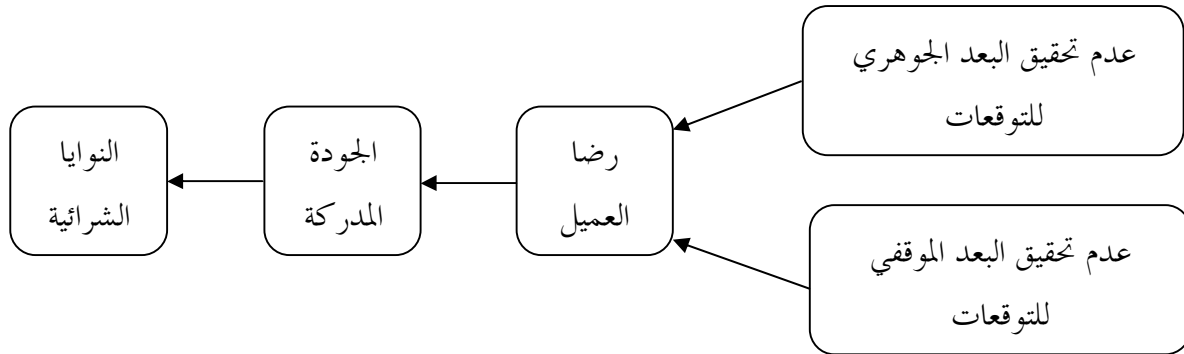 عدم تحقيق البعد الجوهري
للتوقعات
رضا
العميل
الجودة
المدركة
النوايا
الشرائية
عدم تحقيق البعد الموقفي
للتوقعات